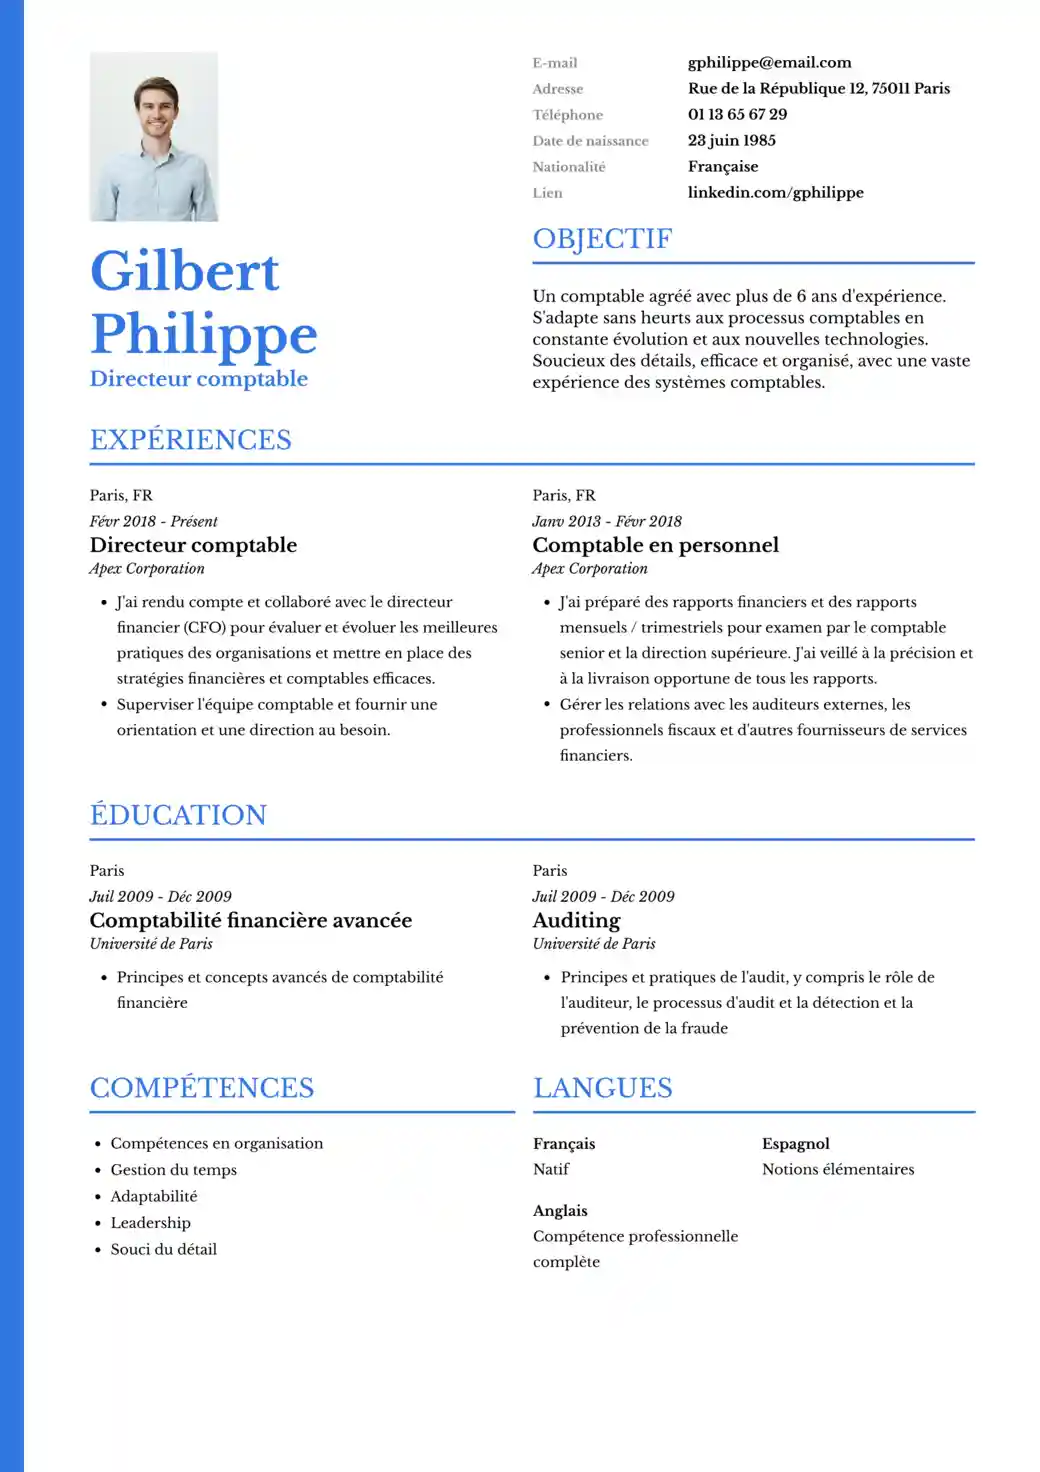 E-mail gphilippe@email.com
Adresse Rue de la République 12, 75011 Paris
Téléphone 01 13 65 67 29
Date de naissance 23 juin 1985
Nationalité Française
Lien linkedin.com/gphilippe
Gilbert
Philippe
Directeur comptable
OBJECTIF
Un comptable agréé avec plus de 6 ans d'expérience.
S'adapte sans heurts aux processus comptables en
constante évolution et aux nouvelles technologies.
Soucieux des détails, efficace et organisé, avec une vaste
expérience des systèmes comptables.
EXPÉRIENCES
Paris, FR
Févr 2018 - Présent
Directeur comptable
Apex Corporation
• J'ai rendu compte et collaboré avec le directeur
financier (CFO) pour évaluer et évoluer les meilleures
pratiques des organisations et mettre en place des
stratégies financières et comptables efficaces.
• Superviser l'équipe comptable et fournir une
orientation et une direction au besoin.
Paris, FR
Janv 2013 - Févr 2018
Comptable en personnel
Apex Corporation
• J'ai préparé des rapports financiers et des rapports
mensuels / trimestriels pour examen par le comptable
senior et la direction supérieure. J'ai veillé à la précision et
à la livraison opportune de tous les rapports.
• Gérer les relations avec les auditeurs externes, les
professionnels fiscaux et d'autres fournisseurs de services
financiers.
ÉDUCATION
Paris
Juil 2009 - Déc 2009
Comptabilité financière avancée
Université de Paris
• Principes et concepts avancés de comptabilité
financière
Paris
Juil 2009 - Déc 2009
Auditing
Université de Paris
• Principes et pratiques de l'audit, y compris le rôle de
l'auditeur, le processus d'audit et la détection et la
prévention de la fraude
COMPÉTENCES
• Compétences en organisation
• Gestion du temps
• Adaptabilité
• Leadership
• Souci du détail
LANGUES
Français
Natif
Espagnol
Notions élémentaires
Anglais
Compétence professionnelle
complète